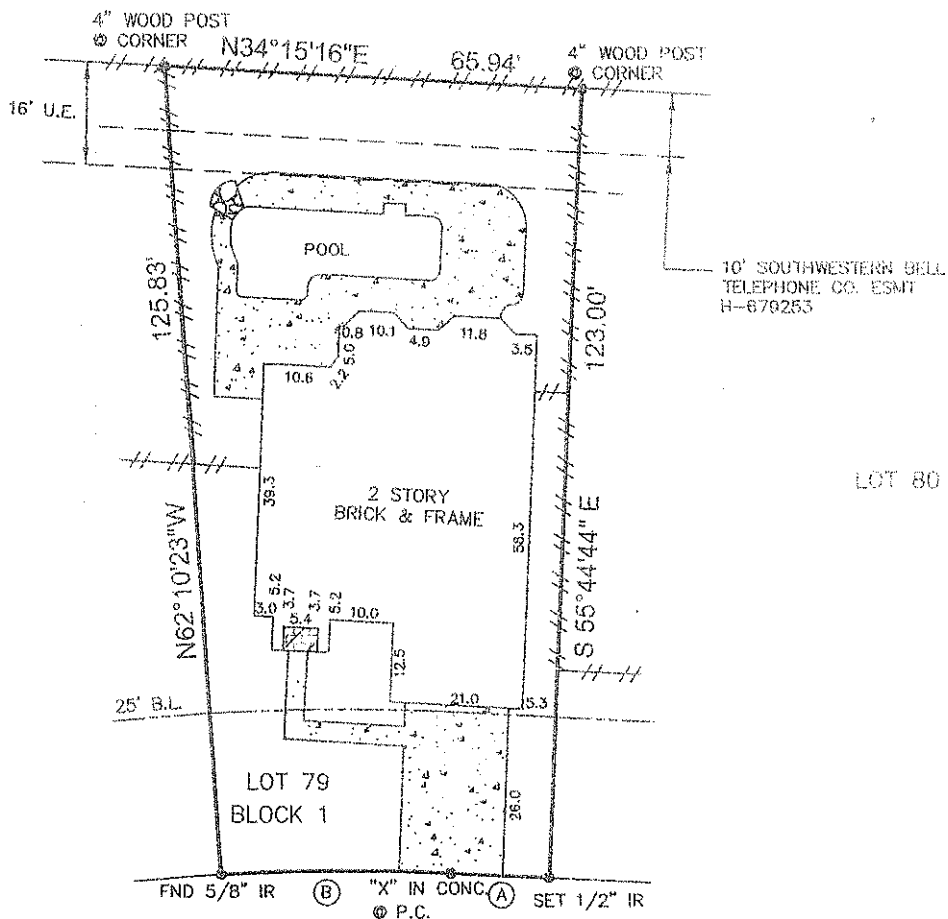 4" WOOD POST
@ CORNER
N34°15'16"E
65.94'
4" WOOD POST
@ CORNER
16' U.E.
POOL
10' SOUTHWESTERN BELL
TELEPHONE CO. ESMT
H-679253
125.83'
123.00'
0.8
10.1
4.9
11.8
3.5
5.0
2.2
10.6
LOT 80
2 STORY
BRICK & FRAME
39.3
58.3
N62°10'23"W
S 55°44'44" E
3.0
5.2
3.7
5.4
3.7
5.2
10.0
12.5
25' B.L.
21.0
5.3
LOT 79
BLOCK 1
26.0
FND 5/8" IR
B
"X" IN CONC.
@ P.C.
A
SET 1/2" IR